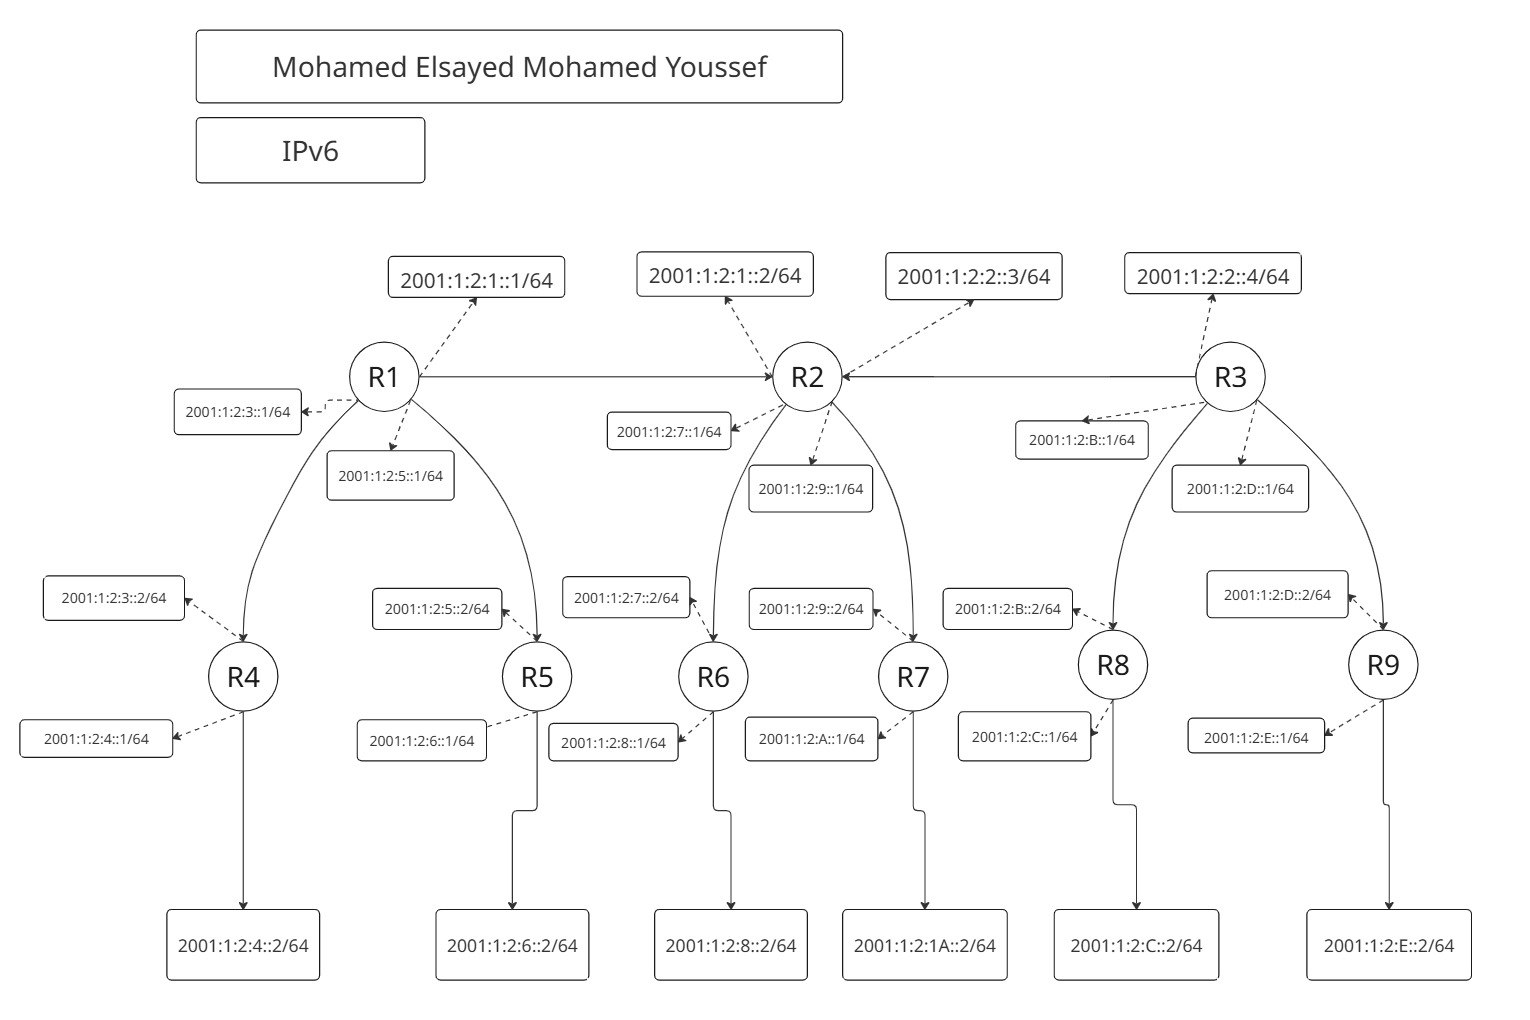 Mohamed Elsayed Mohamed Youssef
IPv6
2001:1:2:1::1/64
2001:1:2:1::2/64
2001:1:2:2::3/64
2001:1:2:2::4/64
R1
R2
R3
2001:1:2:3::1/64
2001:1:2:5::1/64
2001:1:2:7::1/64
2001:1:2:9::1/64
2001:1:2:B::1/64
2001:1:2:D::1/64
2001:1:2:3::2/64
2001:1:2:5::2/64
2001:1:2:7::2/64
2001:1:2:9::2/64
2001:1:2:B::2/64
2001:1:2:D::2/64
R4
R5
R6
R7
R8
R9
2001:1:2:4::1/64
2001:1:2:6::1/64
2001:1:2:8::1/64
2001:1:2:A::1/64
2001:1:2:C::1/64
2001:1:2:E::1/64
2001:1:2:4::2/64
2001:1:2:6::2/64
2001:1:2:8::2/64
2001:1:2:1A::2/64
2001:1:2:C::2/64
2001:1:2:E::2/64